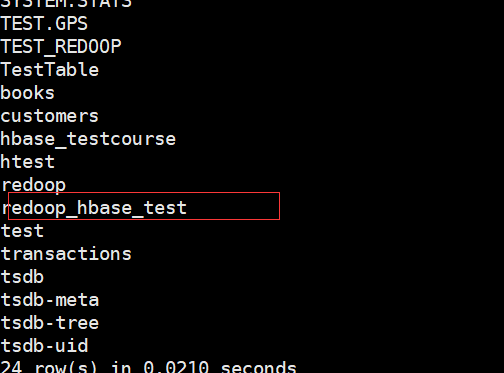 SYSTEM.STATS
TEST.GPS
TEST_REDOOP
TestTable
books
customers
hbase_testcourse
htest
redoop
redoop_hbase_test
test
transactions
tsdb
tsdb-meta
tsdb-tree
tsdb-uid
24 row(s) in 0.0210 seconds